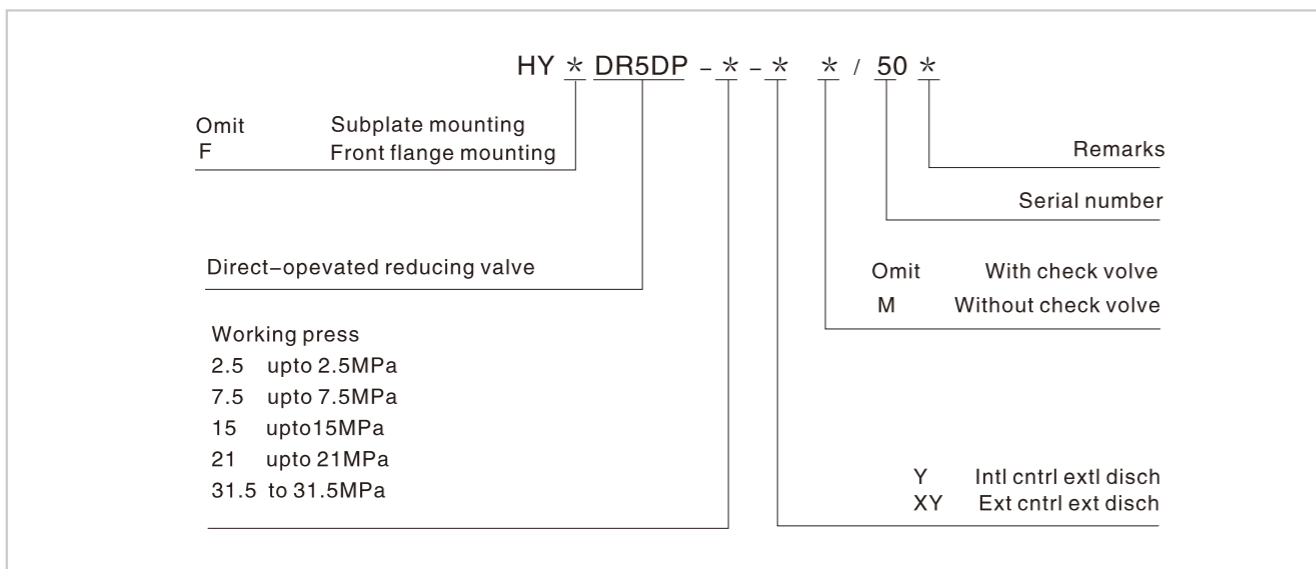 HY * DR5DP - * - * * / 50 *
Omit Subplate mounting
F Front flange mounting
Remarks
Serial number
Direct-opevated reducing valve
Omit With check volve
M Without check volve
Working press
2.5 upto 2.5MPa
7.5 upto 7.5MPa
15 upto15MPa
21 upto 21MPa
31.5 to 31.5MPa
Y Intl cntrl extl disch
XY Ext cntrl ext disch